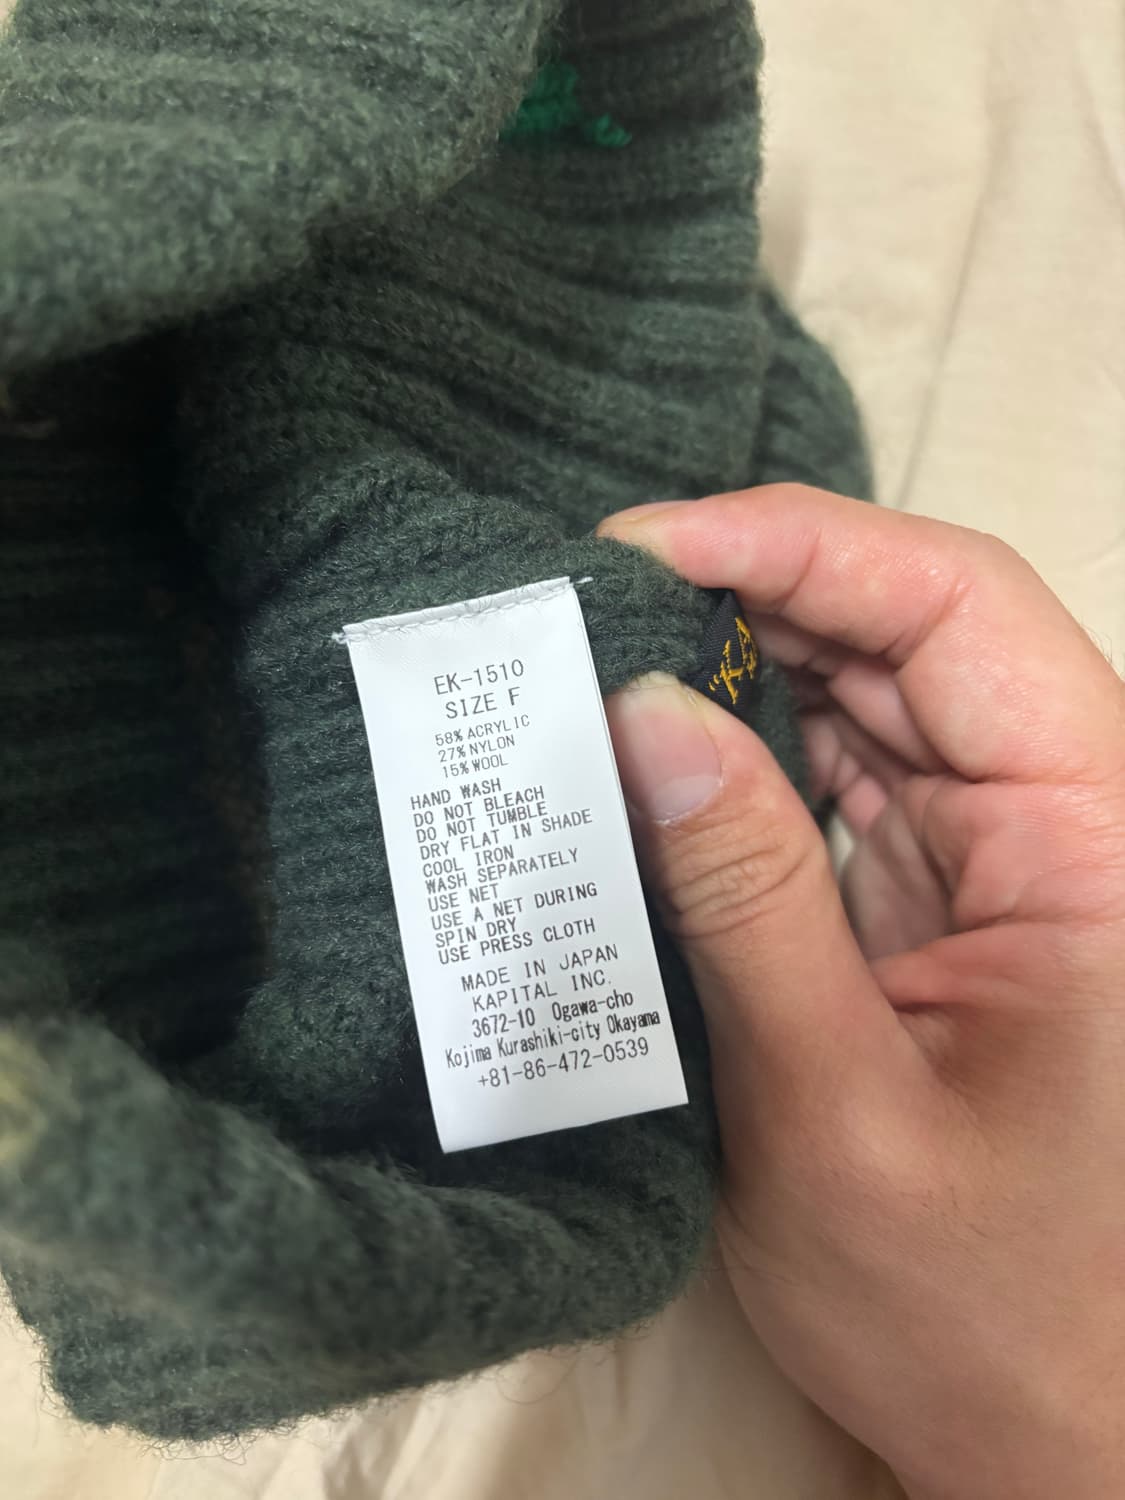 EK-1510
SIZE F
58% ACRYLIC
27% NYLON
15% WOOL
HAND WASH
DO NOT BLEACH
DO NOT TUMBLE
DRY FLAT IN SHADE
COOL IRON
WASH SEPARATELY
USE NET
USE A NET DURING
SPIN DRY
USE PRESS CLOTH
MADE IN JAPAN
KAPITAL INC.
3672-10 Ogawa-cho
Kojima Kurashiki-city Okayama
+81-86-472-0539